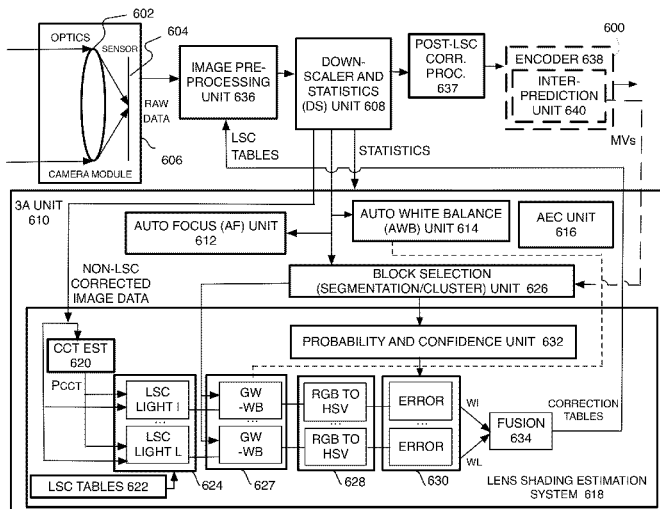 602
OPTICS
SENSOR
604
RAW
DATA
606
CAMERA MODULE
IMAGE PRE-
PROCESSING
UNIT 636
DOWN-
SCALER AND
STATISTICS
(DS) UNIT 608
POST-LSC
CORR.
PROC.
637
600
ENCODER 638
INTER-
PREDICTION
UNIT 640
MVs
LSC
TABLES
STATISTICS
3A UNIT
610
AUTO FOCUS (AF) UNIT
612
AUTO WHITE BALANCE
(AWB) UNIT 614
AEC UNIT
616
NON-LSC
CORRECTED
IMAGE DATA
BLOCK SELECTION
(SEGMENTATION/CLUSTER) UNIT 626
PROBABILITY AND CONFIDENCE UNIT 632
CCT EST
620
PCCT
LSC
LIGHT I
...
LSC
LIGHT L
GW
-WB
...
GW
-WB
RGB TO
HSV
...
RGB TO
HSV
ERROR
...
ERROR
WI
WL
FUSION
634
CORRECTION
TABLES
LSC TABLES 622
624
627
628
630
LENS SHADING ESTIMATION
SYSTEM 618